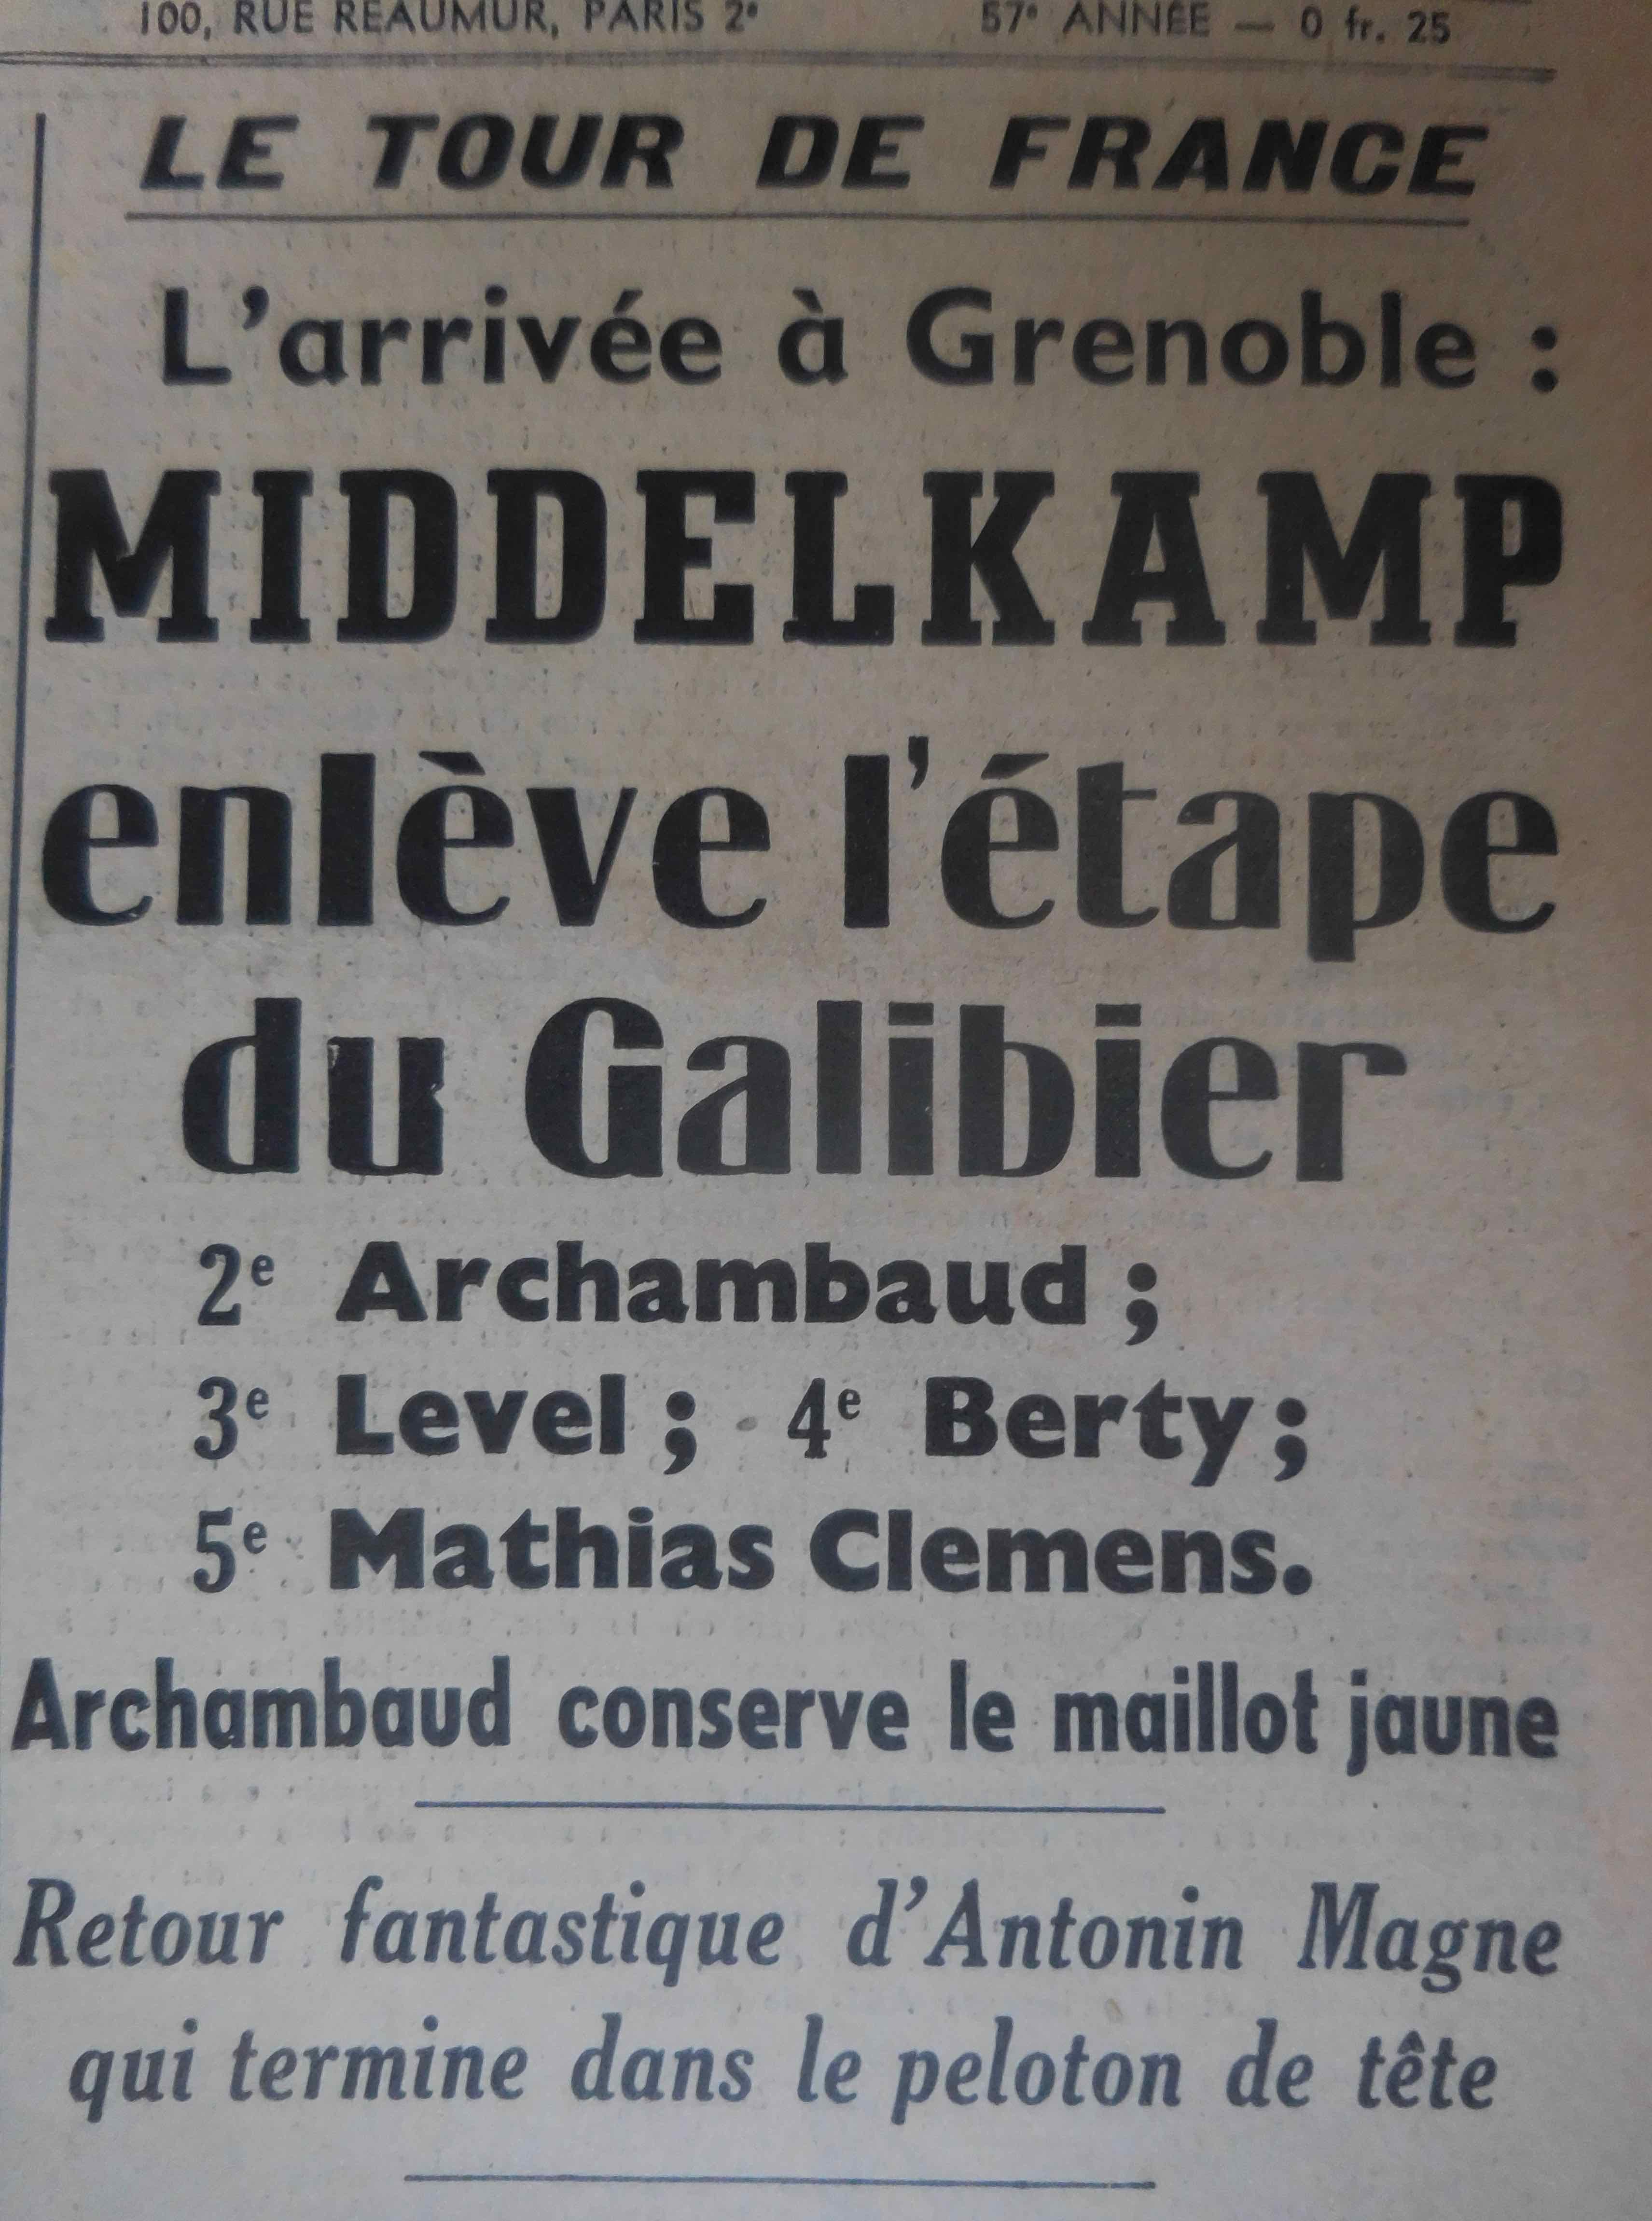 100, RUE RÉAUMUR, PARIS 2e 57e ANNÉE — 0 fr. 25
LE TOUR DE FRANCE
L'arrivée à Grenoble :
MIDDELKAMP
enlève l'étape
du Galibier
2e Archambaud ;
3e Level ; 4e Berty ;
5e Mathias Clemens.
Archambaud conserve le maillot jaune
Retour fantastique d'Antonin Magne
qui termine dans le peloton de tête